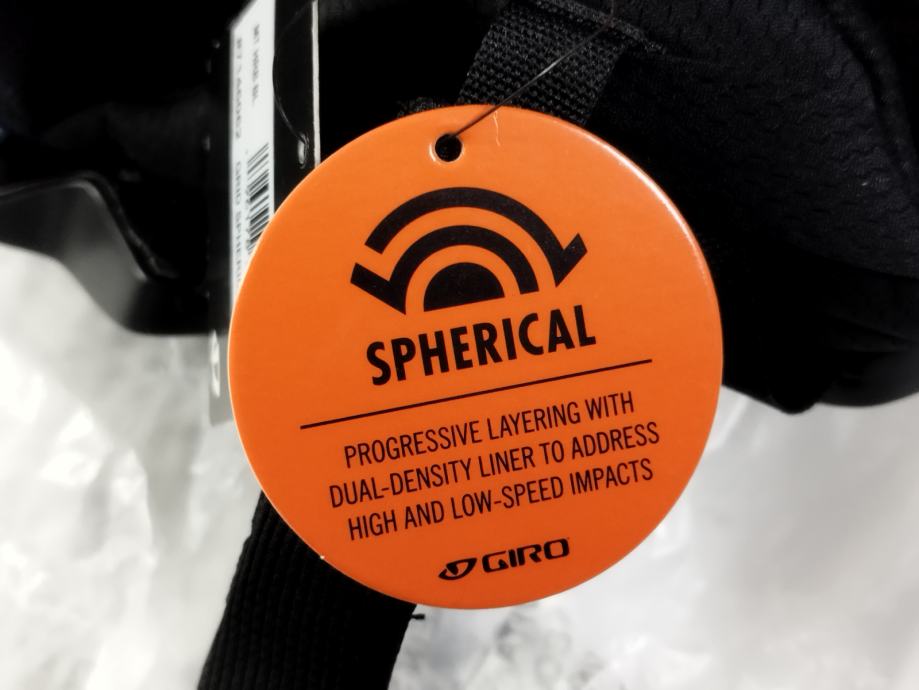 SPHERICAL
PROGRESSIVE LAYERING WITH
DUAL-DENSITY LINER TO ADDRESS
HIGH AND LOW-SPEED IMPACTS
GIRO